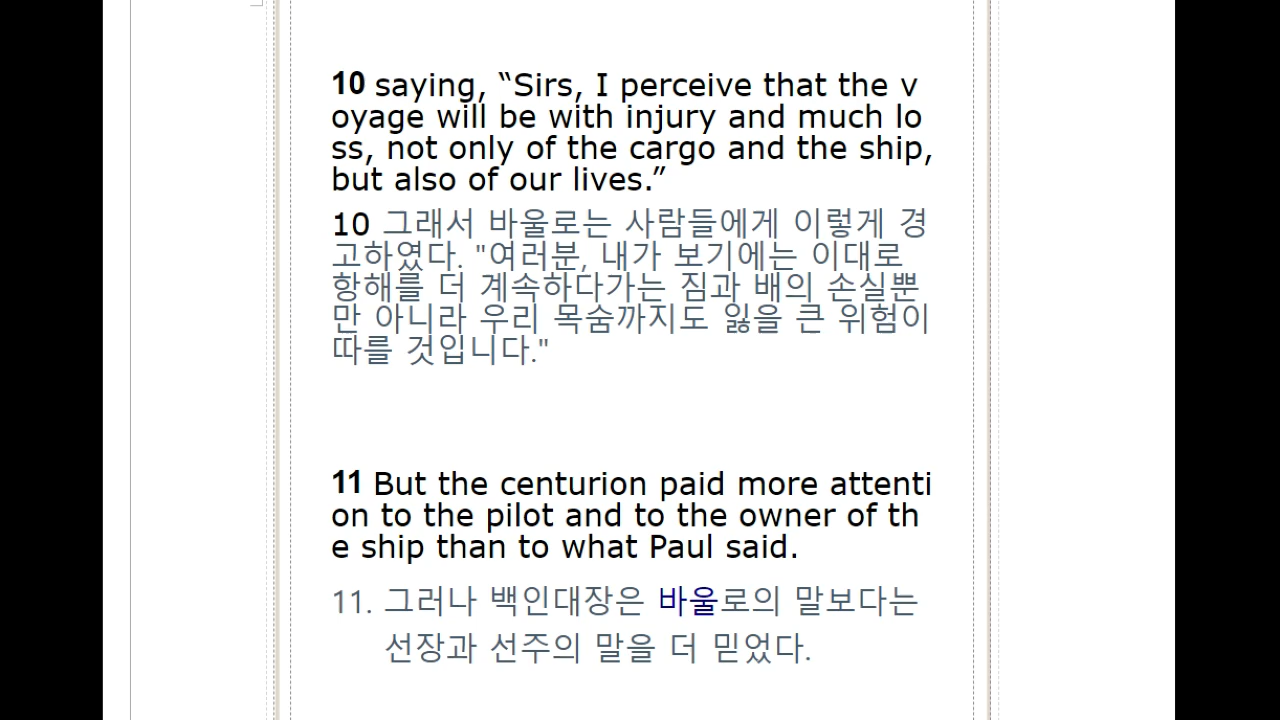 10 saying, “Sirs, I perceive that the v
oyage will be with injury and much lo
ss, not only of the cargo and the ship,
but also of our lives.”
10 그래서 바울로는 사람들에게 이렇게 경
고하였다. "여러분, 내가 보기에는 이대로
항해를 더 계속하다가는 짐과 배의 손실뿐
만 아니라 우리 목숨까지도 잃을 큰 위험이
따를 것입니다."
11 But the centurion paid more attenti
on to the pilot and to the owner of th
e ship than to what Paul said.
11. 그러나 백인대장은 바울로의 말보다는
선장과 선주의 말을 더 믿었다.